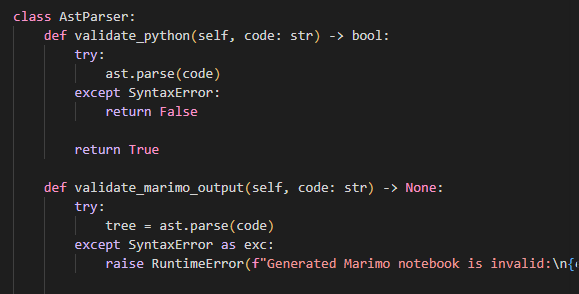 class AstParser:
    def validate_python(self, code: str) -> bool:
        try:
            ast.parse(code)
        except SyntaxError:
            return False

        return True

    def validate_marimo_output(self, code: str) -> None:
        try:
            tree = ast.parse(code)
        except SyntaxError as exc:
            raise RuntimeError(f"Generated Marimo notebook is invalid:\n{